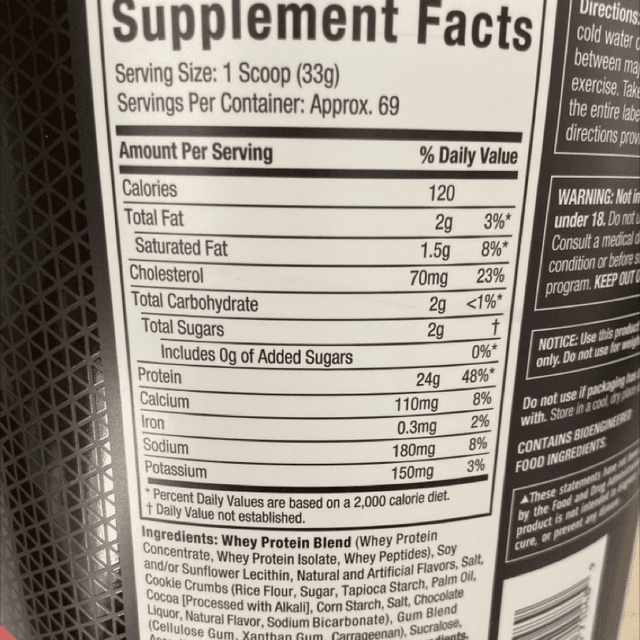 Supplement Facts
Serving Size: 1 Scoop (33g)
Servings Per Container: Approx. 69
Amount Per Serving % Daily Value
Calories 120
Total Fat 2g 3%*
Saturated Fat 1.5g 8%*
Cholesterol 70mg 23%
Total Carbohydrate 2g <1%*
Total Sugars 2g †
Includes 0g of Added Sugars 0%*
Protein 24g 48%*
Calcium 110mg 8%
Iron 0.3mg 2%
Sodium 180mg 8%
Potassium 150mg 3%
* Percent Daily Values are based on a 2,000 calorie diet.
† Daily Value not established.
Ingredients: Whey Protein Blend (Whey Protein
Concentrate, Whey Protein Isolate, Whey Peptides), Soy
and/or Sunflower Lecithin, Natural and Artificial Flavors, Salt,
Cookie Crumbs (Rice Flour, Sugar, Tapioca Starch, Palm Oil,
Cocoa [Processed with Alkali], Corn Starch, Salt, Chocolate
Liquor, Natural Flavor, Sodium Bicarbonate), Gum Blend
(Cellulose Gum, Xanthan Gum, Carrageenan), Sucralose,
Directions:
cold water
between
exercise. Take
the entire
directions
WARNING: Not
under 18. Do not
Consult a medical
condition or before
program. KEEP OUT
NOTICE: Use this product
only. Do not use for
Do not use if packaging
with. Store in a cool, dry
CONTAINS BIOENGINEERED
FOOD INGREDIENTS.
▲These statements have
by the Food and Drug
product is not intended
cure, or prevent any